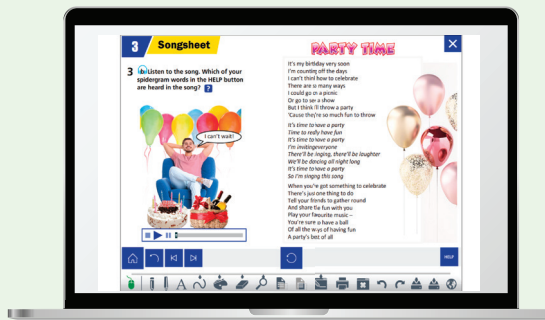 3 Songsheet
3 Listen to the song. Which of your
spidergram words in the HELP button
are heard in the song? ?
I can't wait!
PARTY TIME
It's my birthday very soon
I'm counting off the days
I can't think how to celebrate
There are so many ways
I could go on a picnic
Or go to see a show
But I think I'll throw a party
'Cause they're so much fun to throw
It's time to have a party
Time to really have fun
It's time to have a party
I'm inviting everyone
There'll be singing, there'll be laughter
We'll be dancing all night long
It's time to have a party
So I'm singing this song
When you've got something to celebrate
There's just one thing to do
Tell your friends to gather round
And share the fun with you
Play your favourite music –
You're sure to have a ball
Of all the ways of having fun
A party's best of all
HELP
A